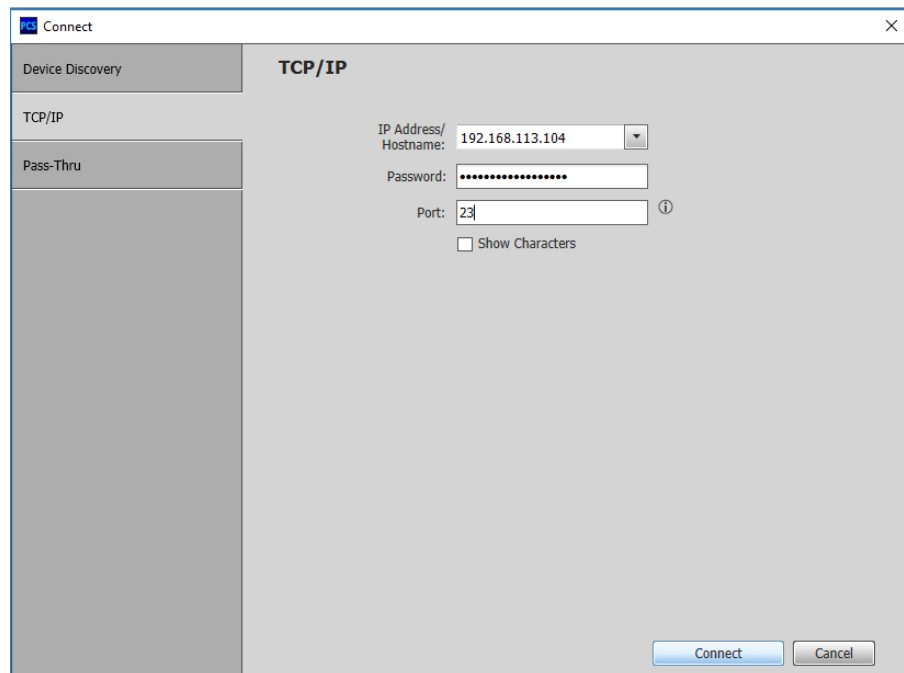 PCS Connect
Device Discovery
TCP/IP
Pass-Thru
TCP/IP
IP Address/
Hostname:
192.168.113.104
Password: ••••••••••••••••••
Port: 23
Show Characters
Connect
Cancel